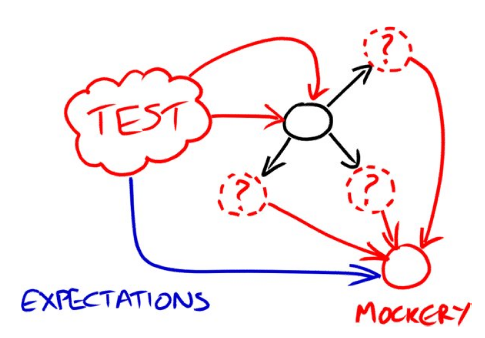 ?
TEST
?
?
EXPECTATIONS
MOCKERY